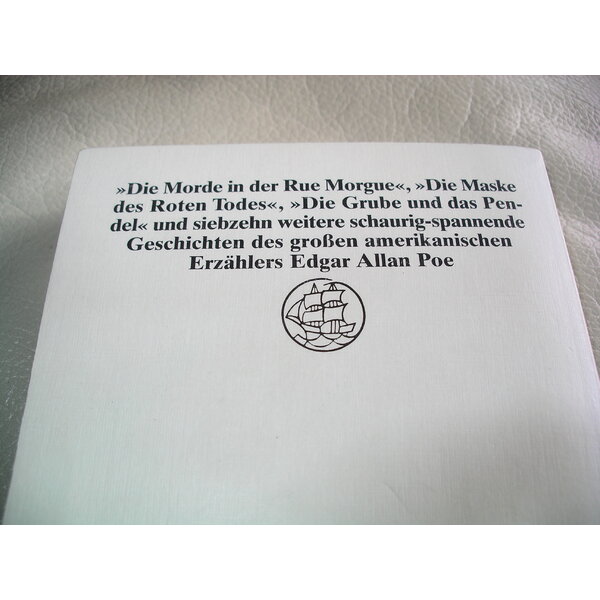 »Die Morde in der Rue Morgue«, »Die Maske
des Roten Todes«, »Die Grube und das Pen-
del« und siebzehn weitere schaurig-spannende
Geschichten des großen amerikanischen
Erzählers Edgar Allan Poe